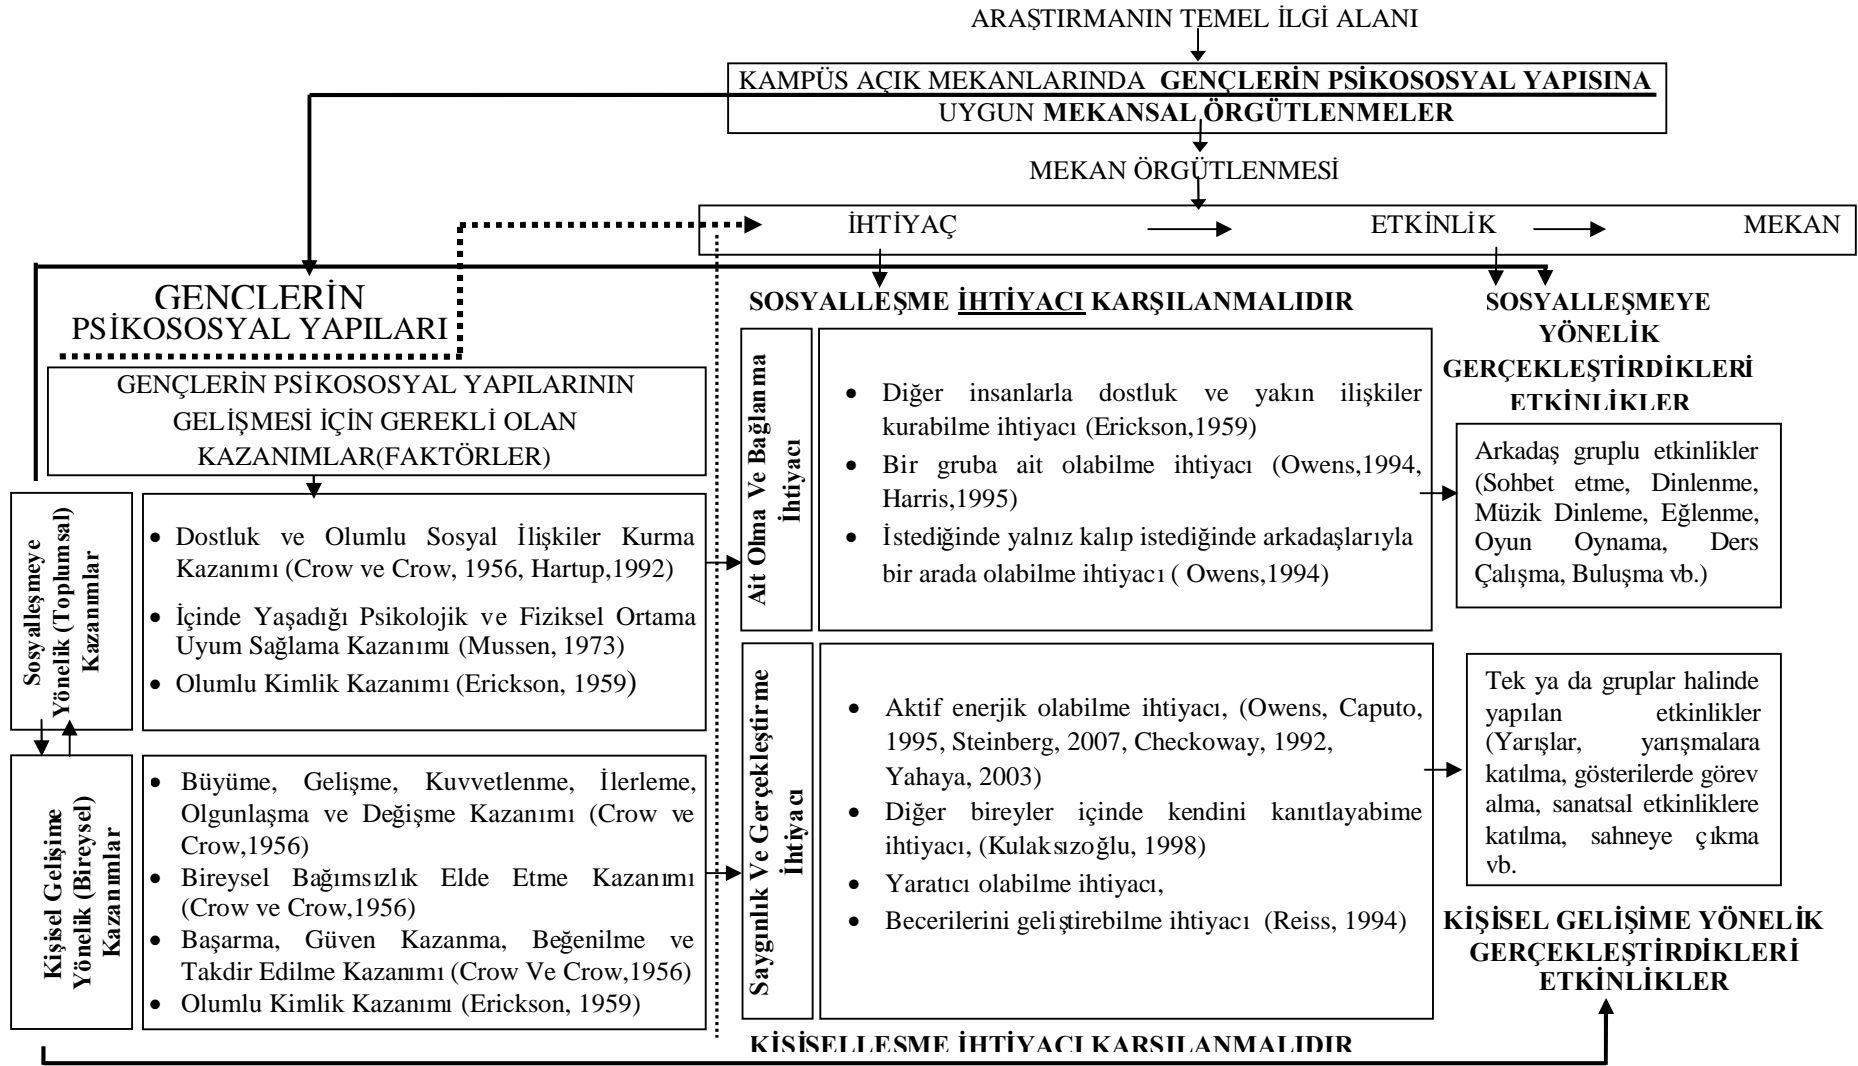 ARAŞTIRMANIN TEMEL İLGİ ALANI
KAMPÜS AÇIK MEKANLARINDA GENÇLERİN PSİKOSOSYAL YAPISINA
UYGUN MEKANSAL ÖRGÜTLENMELER
MEKAN ÖRGÜTLENMESİ
İHTİYAÇ
ETKİNLİK
MEKAN
GENÇLERİN
PSİKOSOSYAL YAPILARI
GENÇLERİN PSİKOSOSYAL YAPILARININ
GELİŞMESİ İÇİN GEREKLİ OLAN
KAZANIMLAR(FAKTÖRLER)
Sosyalleşmeye
Yönelik (Toplumsal)
Kazanımlar
• Dostluk ve Olumlu Sosyal İlişkiler Kurma
Kazanımı (Crow ve Crow, 1956, Hartup,1992)
• İçinde Yaşadığı Psikolojik ve Fiziksel Ortama
Uyum Sağlama Kazanımı (Mussen, 1973)
• Olumlu Kimlik Kazanımı (Erickson, 1959)
Kişisel Gelişime
Yönelik (Bireysel)
Kazanımlar
• Büyüme, Gelişme, Kuvvetlenme, İlerleme,
Olgunlaşma ve Değişme Kazanımı (Crow ve
Crow,1956)
• Bireysel Bağımsızlık Elde Etme Kazanımı
(Crow ve Crow,1956)
• Başarma, Güven Kazanma, Beğenilme ve
Takdir Edilme Kazanımı (Crow Ve Crow,1956)
• Olumlu Kimlik Kazanımı (Erickson, 1959)
SOSYALLEŞME İHTİYACI KARŞILANMALIDIR
Ait Olma Ve Bağlanma
İhtiyacı
• Diğer insanlarla dostluk ve yakın ilişkiler
kurabilme ihtiyacı (Erickson,1959)
• Bir gruba ait olabilme ihtiyacı (Owens,1994,
Harris,1995)
• İstediğinde yalnız kalıp istediğinde arkadaşlarıyla
bir arada olabilme ihtiyacı ( Owens,1994)
Saygınlık Ve Gerçekleştirme
İhtiyacı
• Aktif enerjik olabilme ihtiyacı, (Owens, Caputo,
1995, Steinberg, 2007, Checkoway, 1992,
Yahaya, 2003)
• Diğer bireyler içinde kendini kanıtlayabime
ihtiyacı, (Kulaksızoğlu, 1998)
• Yaratıcı olabilme ihtiyacı,
• Becerilerini geliştirebilme ihtiyacı (Reiss, 1994)
KİŞİSELLEŞME İHTİYACI KARŞILANMALIDIR
SOSYALLEŞMEYE
YÖNELİK
GERÇEKLEŞTİRDİKLERİ
ETKİNLİKLER
Arkadaş gruplu etkinlikler
(Sohbet etme, Dinlenme,
Müzik Dinleme, Eğlenme,
Oyun Oynama, Ders
Çalışma, Buluşma vb.)
Tek ya da gruplar halinde
yapılan etkinlikler
(Yarışlar, yarışmalara
katılma, gösterilerde görev
alma, sanatsal etkinliklere
katılma, sahneye çıkma
vb.
KİŞİSEL GELİŞİME YÖNELİK
GERÇEKLEŞTİRDİKLERİ
ETKİNLİKLER